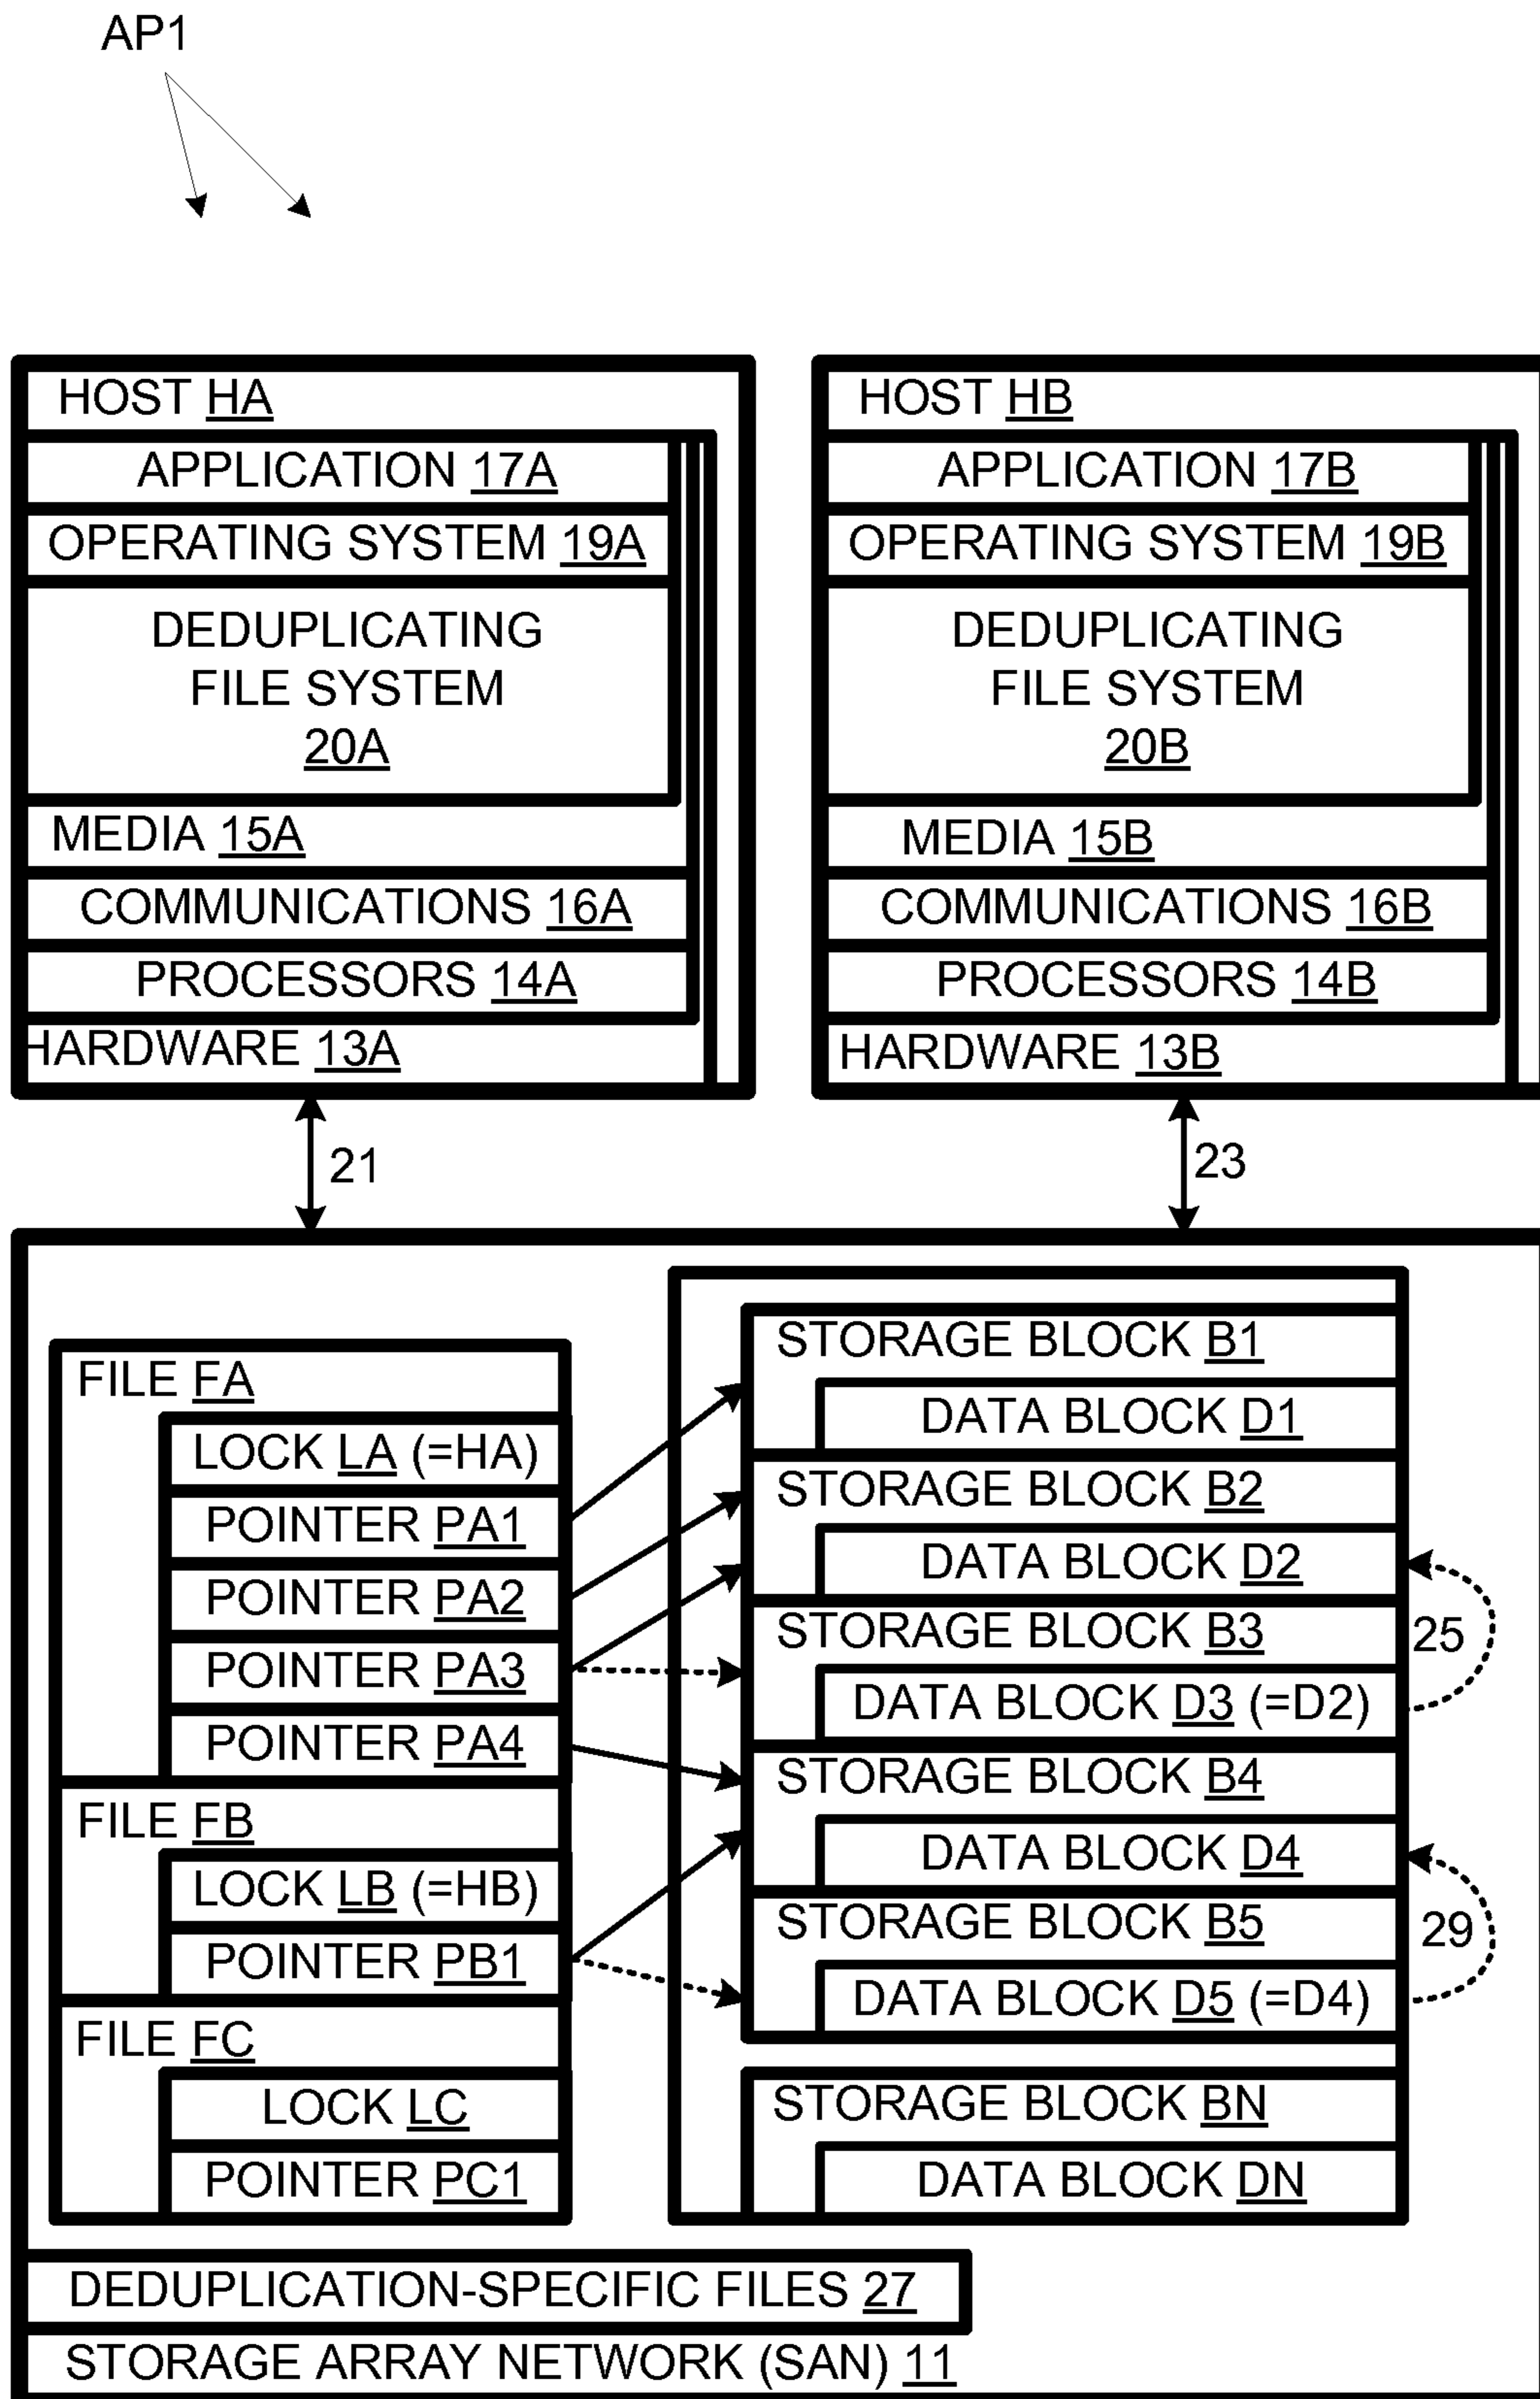 AP1
HOST HA
APPLICATION 17A
OPERATING SYSTEM 19A
DEDUPLICATING
FILE SYSTEM
20A
MEDIA 15A
COMMUNICATIONS 16A
PROCESSORS 14A
HARDWARE 13A
HOST HB
APPLICATION 17B
OPERATING SYSTEM 19B
DEDUPLICATING
FILE SYSTEM
20B
MEDIA 15B
COMMUNICATIONS 16B
PROCESSORS 14B
HARDWARE 13B
21
23
FILE FA
LOCK LA (=HA)
POINTER PA1
POINTER PA2
POINTER PA3
POINTER PA4
FILE FB
LOCK LB (=HB)
POINTER PB1
FILE FC
LOCK LC
POINTER PC1
STORAGE BLOCK B1
DATA BLOCK D1
STORAGE BLOCK B2
DATA BLOCK D2
STORAGE BLOCK B3
DATA BLOCK D3 (=D2)
25
STORAGE BLOCK B4
DATA BLOCK D4
STORAGE BLOCK B5
DATA BLOCK D5 (=D4)
29
STORAGE BLOCK BN
DATA BLOCK DN
DEDUPLICATION-SPECIFIC FILES 27
STORAGE ARRAY NETWORK (SAN) 11